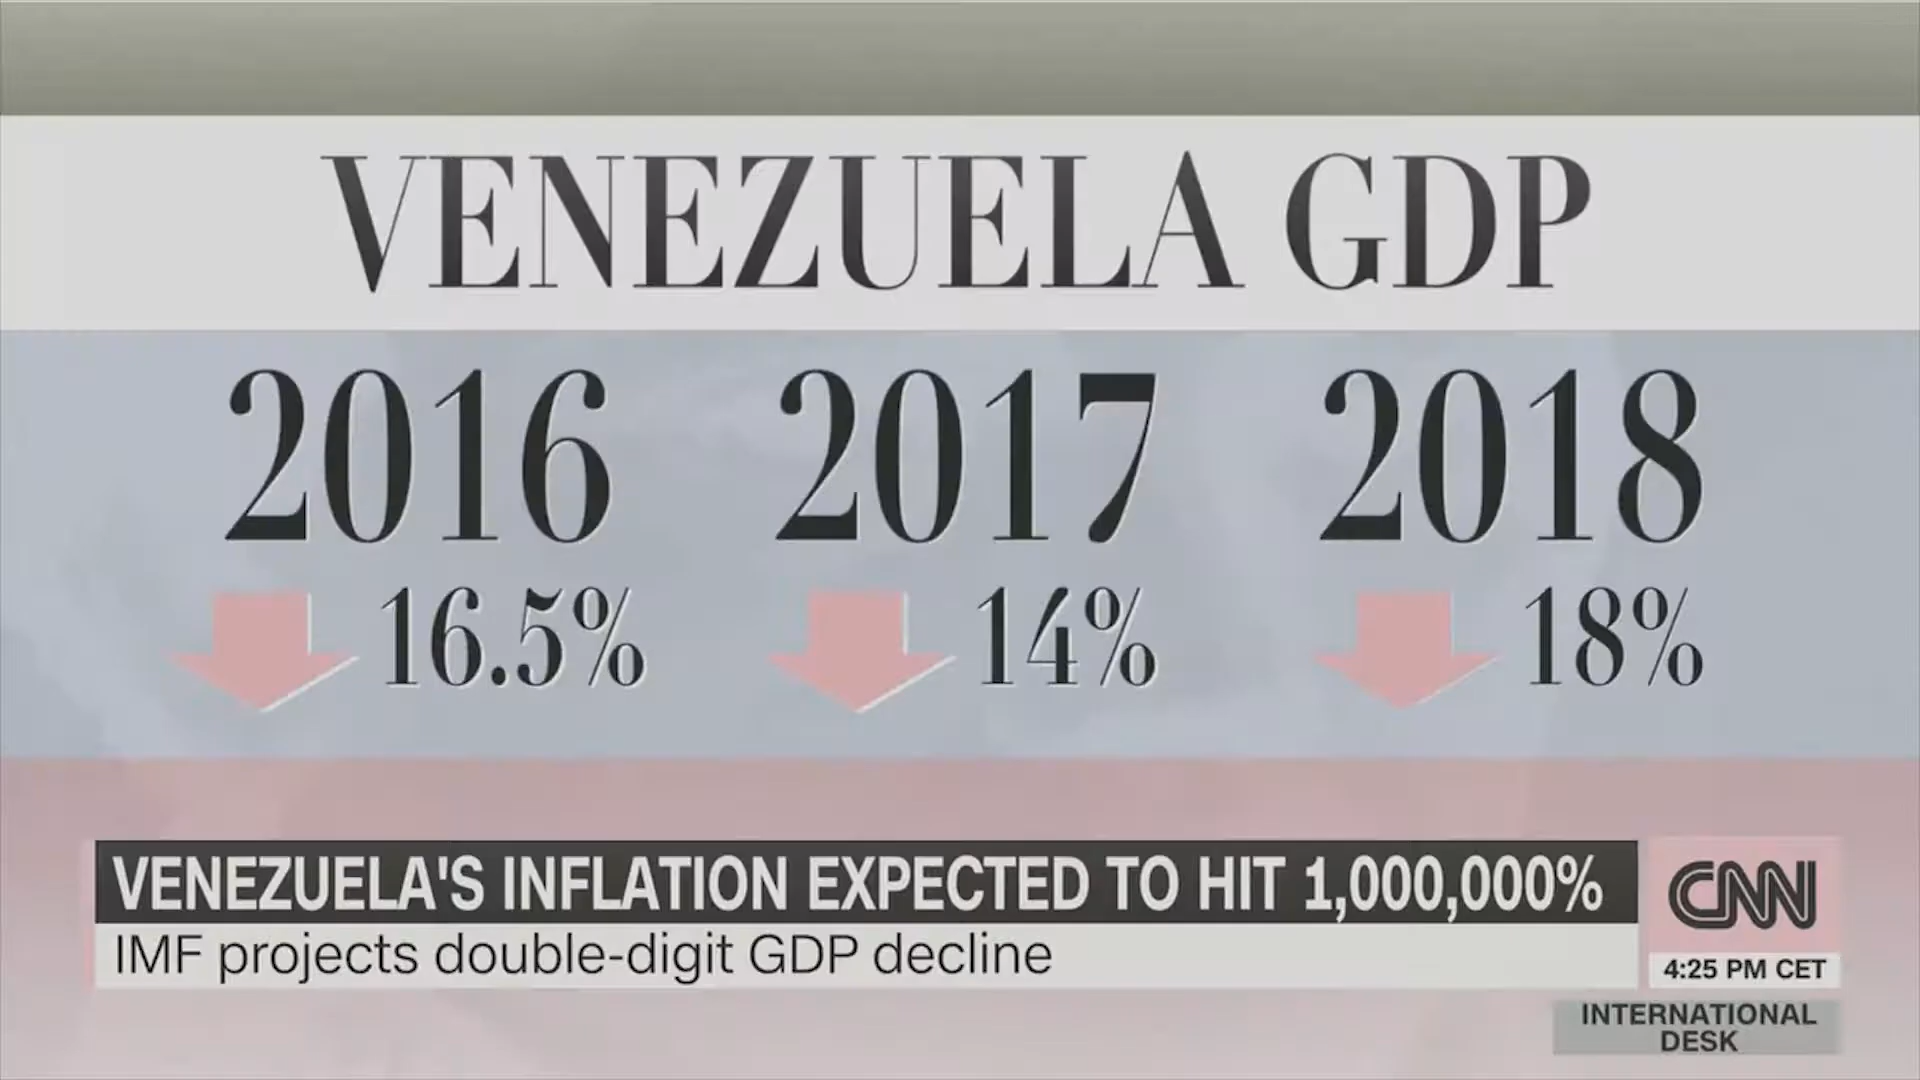 VENEZUELA GDP
2016 2017 2018
16.5% 14% 18%
VENEZUELA'S INFLATION EXPECTED TO HIT 1,000,000%
IMF projects double-digit GDP decline
CNN
4:25 PM CET
INTERNATIONAL
DESK